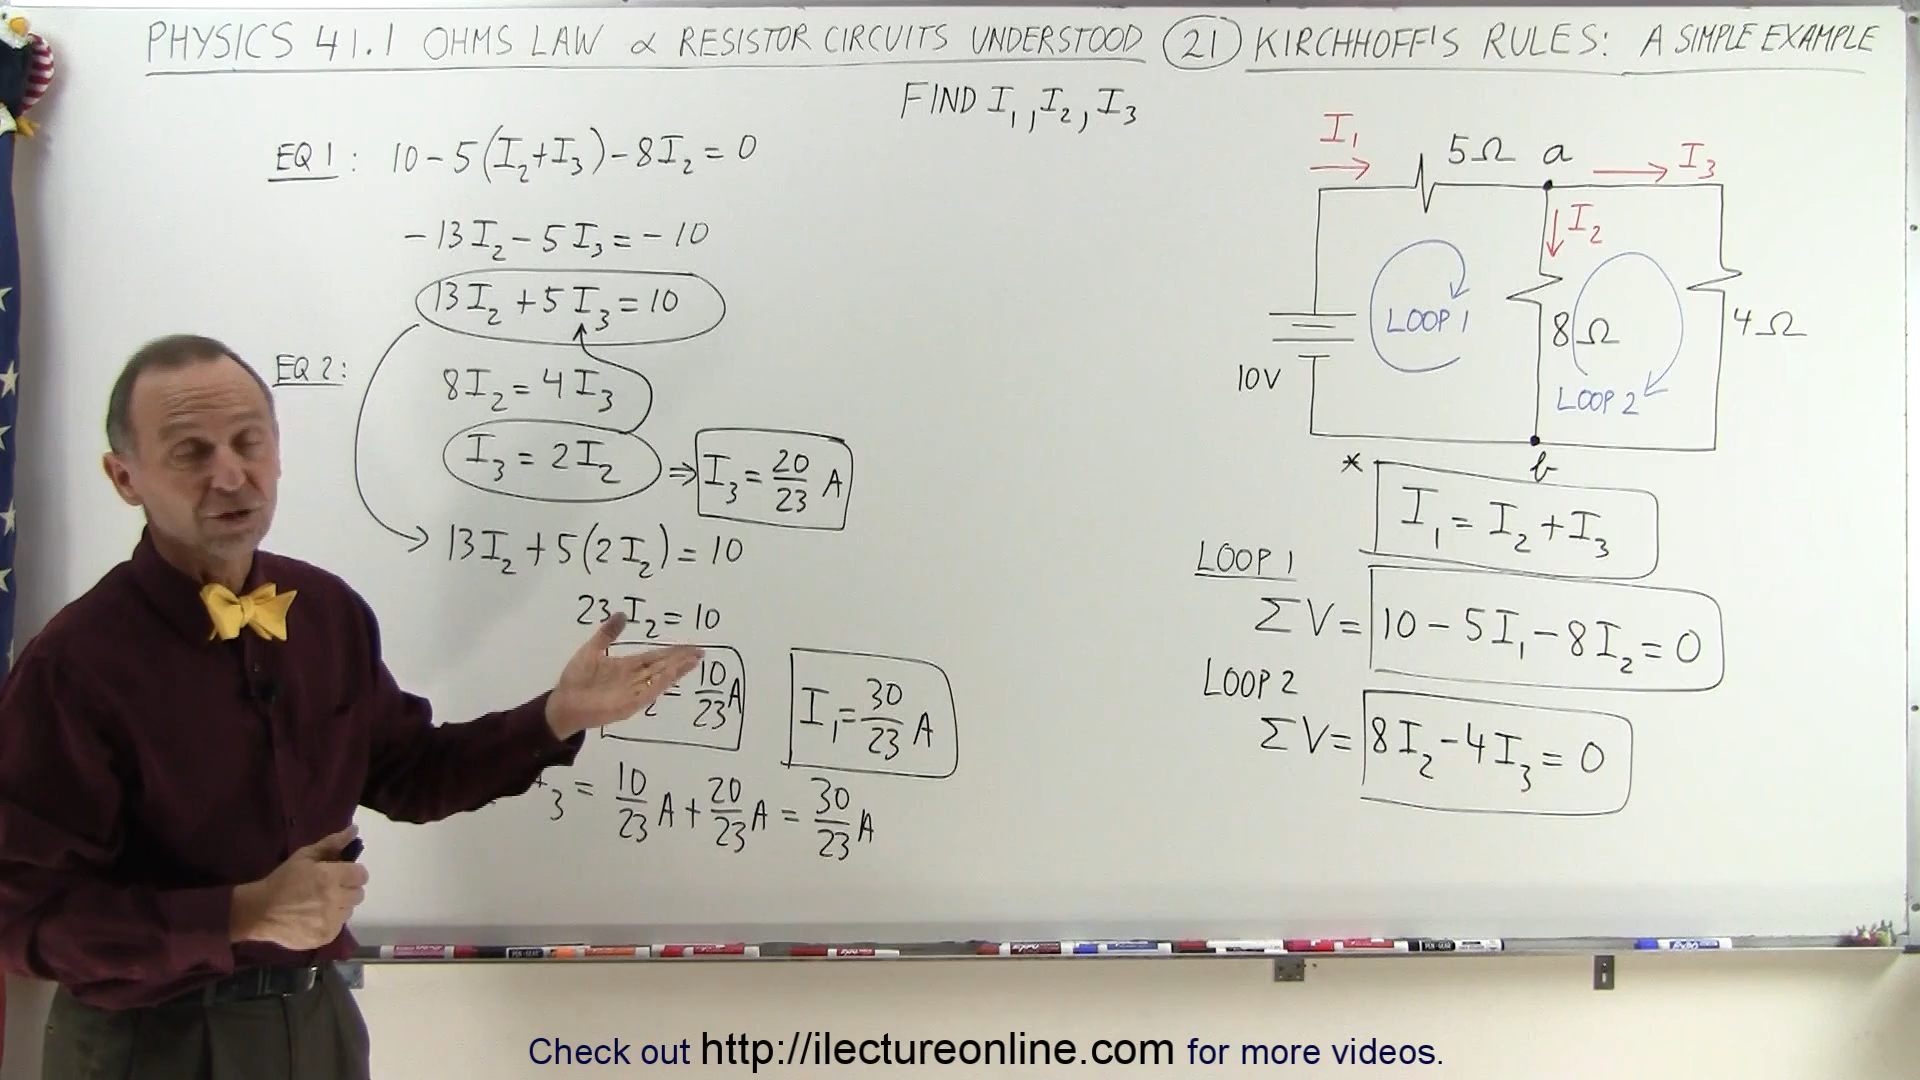 PHYSICS 41.1 OHMS LAW & RESISTOR CIRCUITS UNDERSTOOD (21) KIRCHHOFF'S RULES: A SIMPLE EXAMPLE
FIND I₁, I₂, I₃
EQ 1: 10 - 5(I₂+I₃) - 8I₂ = 0
-13I₂ - 5I₃ = -10
13I₂ + 5I₃ = 10
EQ 2:
8I₂ = 4I₃
I₃ = 2I₂ ⇒ I₃ = 20/23 A
13I₂ + 5(2I₂) = 10
23I₂ = 10
₂ = 10/23 A
I₁ = 30/23 A
₃ = 10/23 A + 20/23 A = 30/23 A
I₁
5Ω
a
I₃
I₂
LOOP 1
8Ω
4Ω
10V
LOOP 2
b
* I₁ = I₂ + I₃
LOOP 1
ΣV = 10 - 5I₁ - 8I₂ = 0
LOOP 2
ΣV = 8I₂ - 4I₃ = 0
Check out http://ilectureonline.com for more videos.